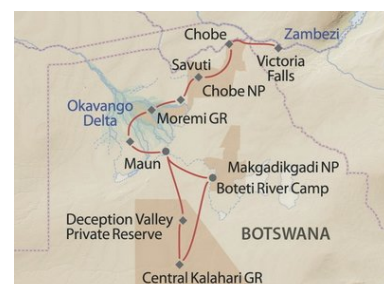 Chobe
Zambezi
Savuti
Victoria
Falls
Chobe NP
Okavango
Delta
Moremi GR
Maun
Makgadikgadi NP
Boteti River Camp
Deception Valley
Private Reserve
BOTSWANA
Central Kalahari GR